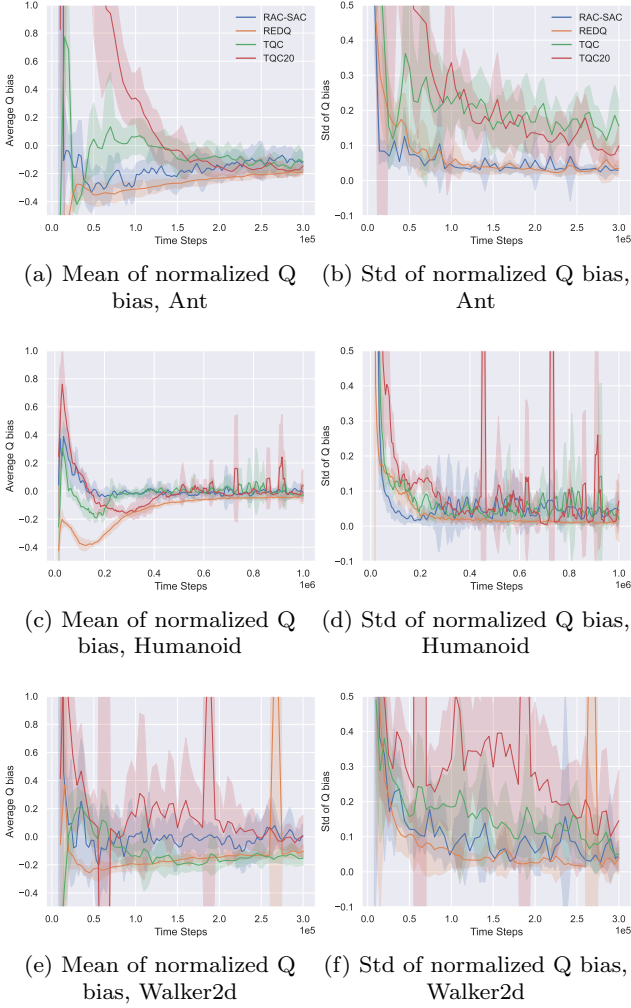 1.0
0.8
0.6
0.4
0.2
0.0
−0.2
−0.4
Average Q bias
0.0 0.5 1.0 1.5 2.0 2.5 3.0
Time Steps
1e5
RAC-SAC
REDQ
TQC
TQC20
0.5
0.4
0.3
0.2
0.1
0.0
−0.1
Std of Q bias
0.0 0.5 1.0 1.5 2.0 2.5 3.0
Time Steps
1e5
RAC-SAC
REDQ
TQC
TQC20
(a) Mean of normalized Q
bias, Ant
(b) Std of normalized Q bias,
Ant
1.0
0.8
0.6
0.4
0.2
0.0
−0.2
−0.4
Average Q bias
0.0 0.2 0.4 0.6 0.8 1.0
Time Steps
1e6
0.5
0.4
0.3
0.2
0.1
0.0
−0.1
Std of Q bias
0.0 0.2 0.4 0.6 0.8 1.0
Time Steps
1e6
(c) Mean of normalized Q
bias, Humanoid
(d) Std of normalized Q bias,
Humanoid
1.0
0.8
0.6
0.4
0.2
0.0
−0.2
−0.4
Average Q bias
0.0 0.5 1.0 1.5 2.0 2.5 3.0
Time Steps
1e5
0.5
0.4
0.3
0.2
0.1
0.0
−0.1
Std of Q bias
0.0 0.5 1.0 1.5 2.0 2.5 3.0
Time Steps
1e5
(e) Mean of normalized Q
bias, Walker2d
(f) Std of normalized Q bias,
Walker2d